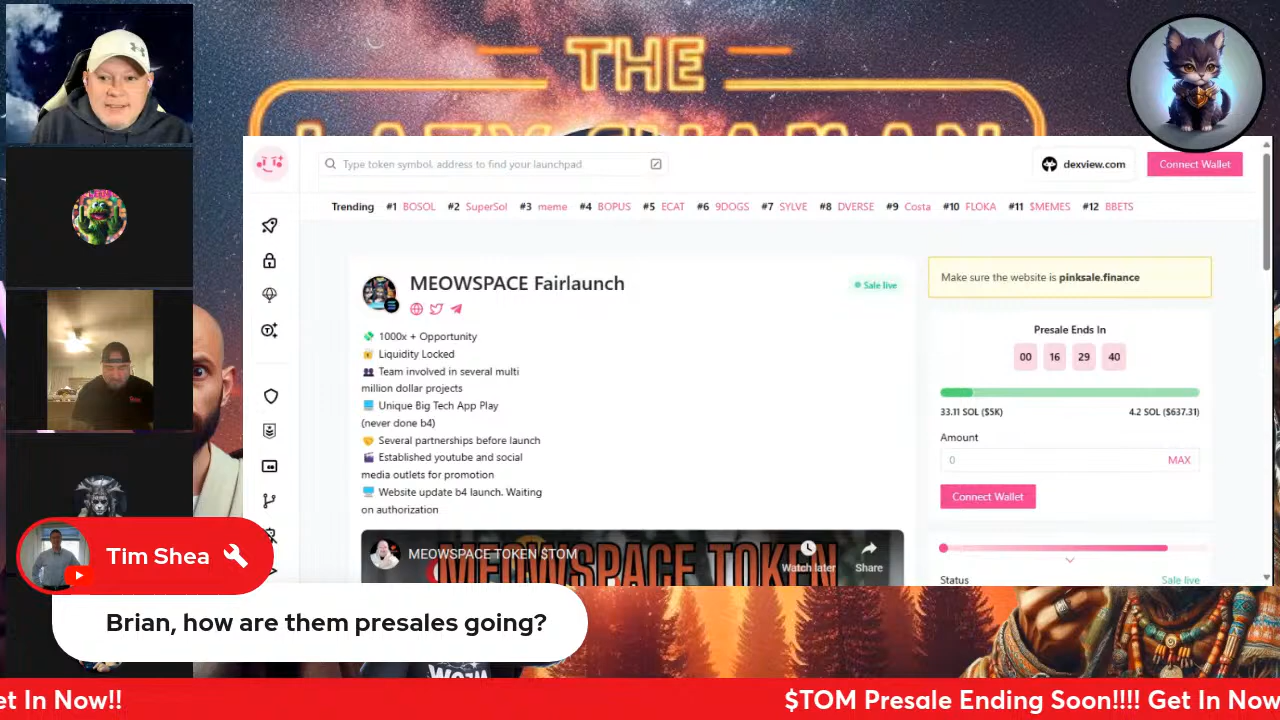 THE
LAZY SHAMAN
Type token symbol, address to find your launchpad
dexview.com
Connect Wallet
Trending #1 BOSOL #2 SuperSol #3 meme #4 BOPUS #5 ECAT #6 9DOGS #7 SYLVE #8 DVERSE #9 Costa #10 FLOKA #11 $MEMES #12 BBETS
MEOWSPACE Fairlaunch
Sale live
1000x + Opportunity
Liquidity Locked
Team involved in several multi
million dollar projects
Unique Big Tech App Play
(never done b4)
Several partnerships before launch
Established youtube and social
media outlets for promotion
Website update b4 launch. Waiting
on authorization
MEOWSPACE TOKEN $TOM
MEOWSPACE TOKEN
Watch later
Share
Make sure the website is pinksale.finance
Presale Ends In
00 16 29 40
33.11 SOL ($5K) 4.2 SOL ($637.31)
Amount
0 MAX
Connect Wallet
Status Sale live
Tim Shea
Brian, how are them presales going?
et In Now!! $TOM Presale Ending Soon!!!! Get In Now